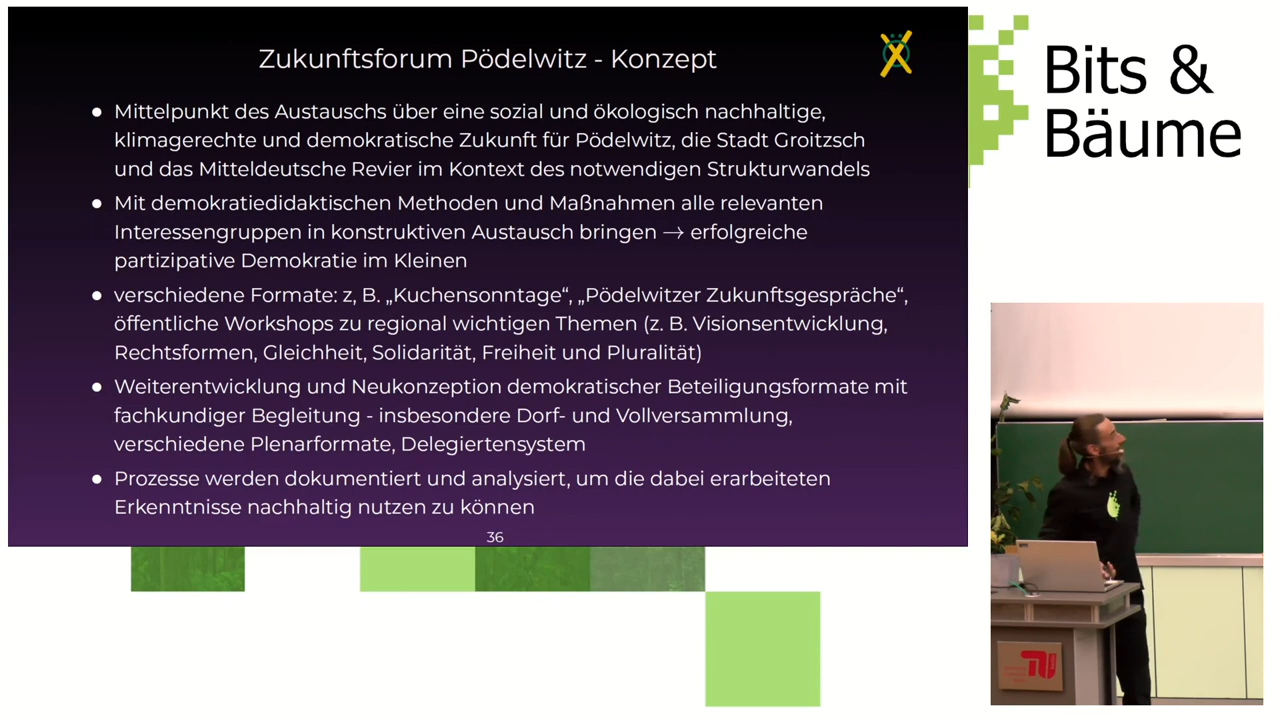 Zukunftsforum Pödelwitz - Konzept
● Mittelpunkt des Austauschs über eine sozial und ökologisch nachhaltige,
klimagerechte und demokratische Zukunft für Pödelwitz, die Stadt Groitzsch
und das Mitteldeutsche Revier im Kontext des notwendigen Strukturwandels
● Mit demokratiedidaktischen Methoden und Maßnahmen alle relevanten
Interessengruppen in konstruktiven Austausch bringen → erfolgreiche
partizipative Demokratie im Kleinen
● verschiedene Formate: z, B. „Kuchensonntage“, „Pödelwitzer Zukunftsgespräche“,
öffentliche Workshops zu regional wichtigen Themen (z. B. Visionsentwicklung,
Rechtsformen, Gleichheit, Solidarität, Freiheit und Pluralität)
● Weiterentwicklung und Neukonzeption demokratischer Beteiligungsformate mit
fachkundiger Begleitung - insbesondere Dorf- und Vollversammlung,
verschiedene Plenarformate, Delegiertensystem
● Prozesse werden dokumentiert und analysiert, um die dabei erarbeiteten
Erkenntnisse nachhaltig nutzen zu können
36
Bits &
Bäume